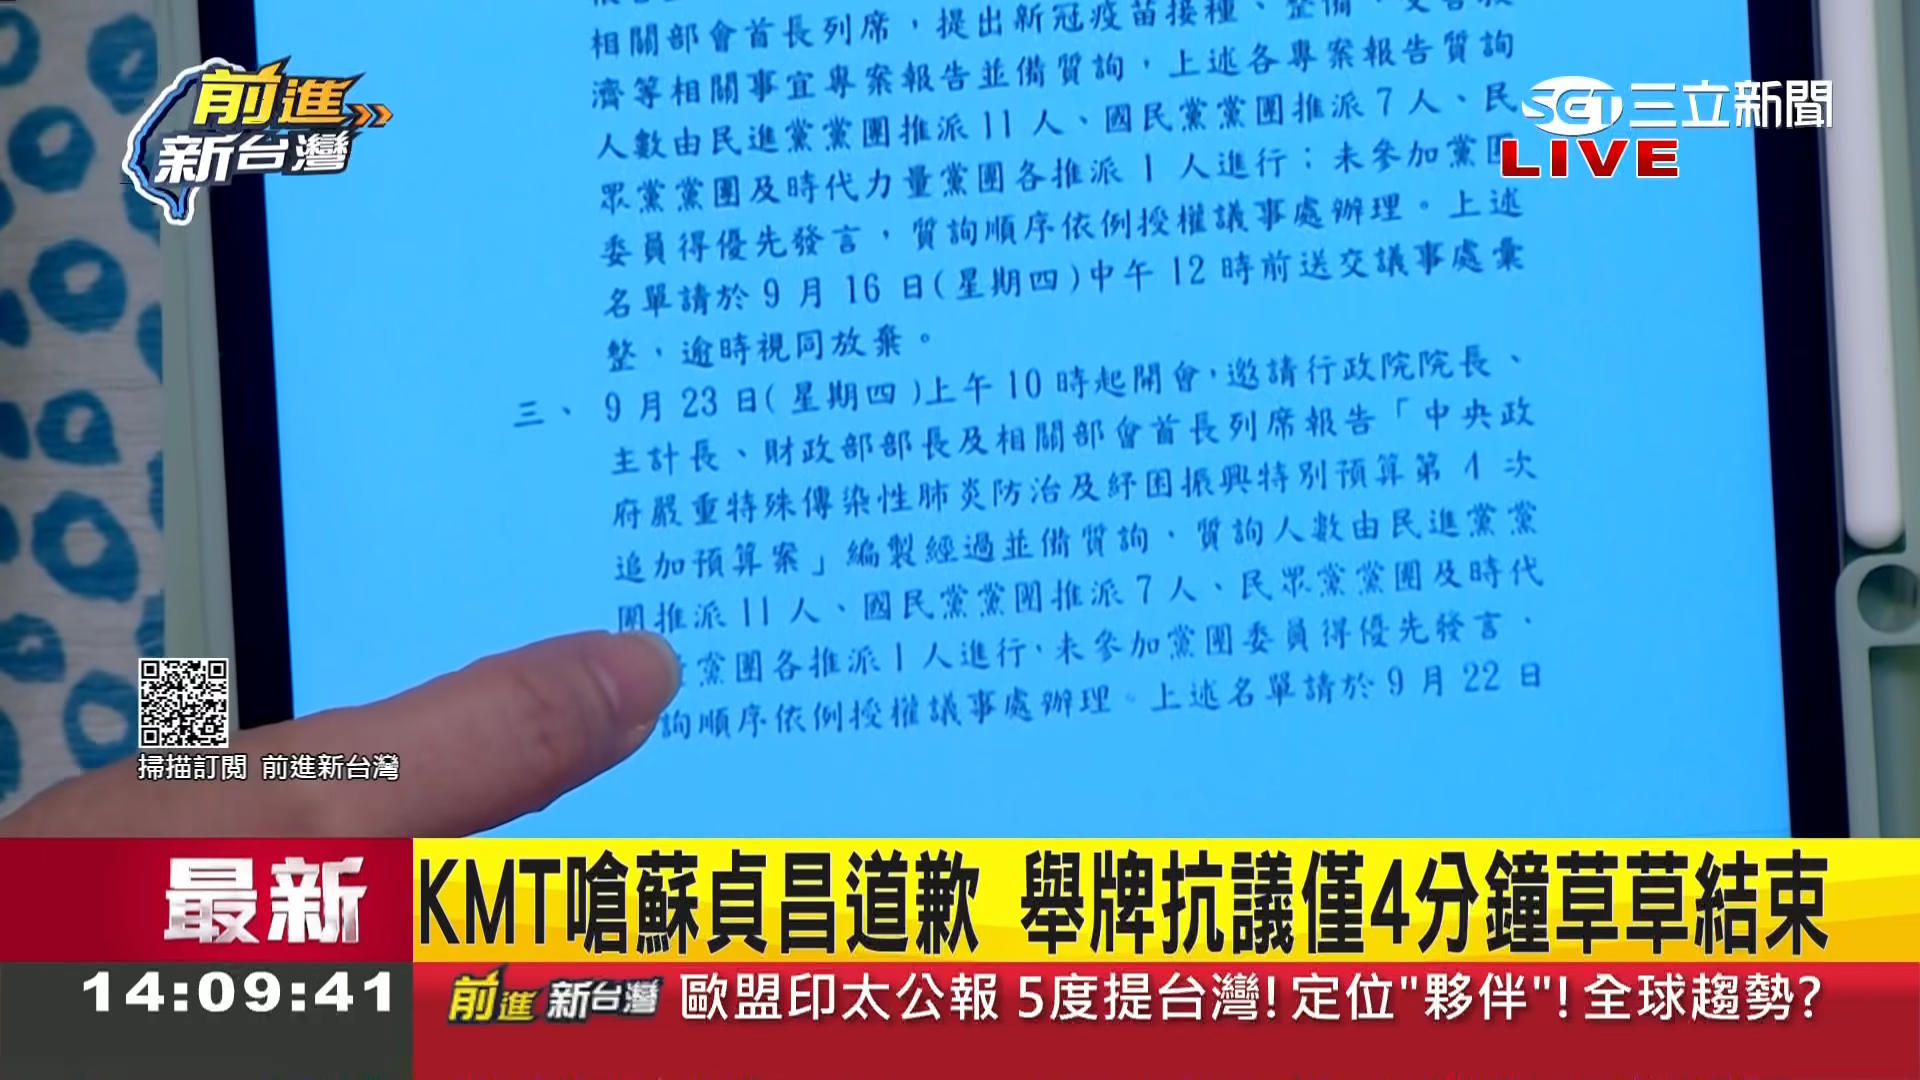 相關部會首長列席，提出新冠疫苗接種、整備、
濟等相關事宜專案報告並備質詢，上述各專案報告質詢
人數由民進黨黨團推派11人、國民黨黨團推派7人、民
眾黨黨團及時代力量黨團各推派1人進行；未參加黨團
委員得優先發言，質詢順序依例授權議事處辦理。上述
名單請於9月16日(星期四)中午12時前送交議事處彙
整，逾時視同放棄。
三、9月23日(星期四)上午10時起開會，邀請行政院院長、
主計長、財政部部長及相關部會首長列席報告「中央政
府嚴重特殊傳染性肺炎防治及紓困振興特別預算第4次
追加預算案」編製經過並備質詢，質詢人數由民進黨黨
團推派11人、國民黨黨團推派7人、民眾黨黨團及時代
黨團各推派1人進行，未參加黨團委員得優先發言，
詢順序依例授權議事處辦理。上述名單請於9月22日
前進
新台灣
SET三立新聞
LIVE
掃描訂閱 前進新台灣
最新
KMT嗆蘇貞昌道歉 舉牌抗議僅4分鐘草草結束
14:09:41
前進新台灣 歐盟印太公報 5度提台灣!定位"夥伴"!全球趨勢?